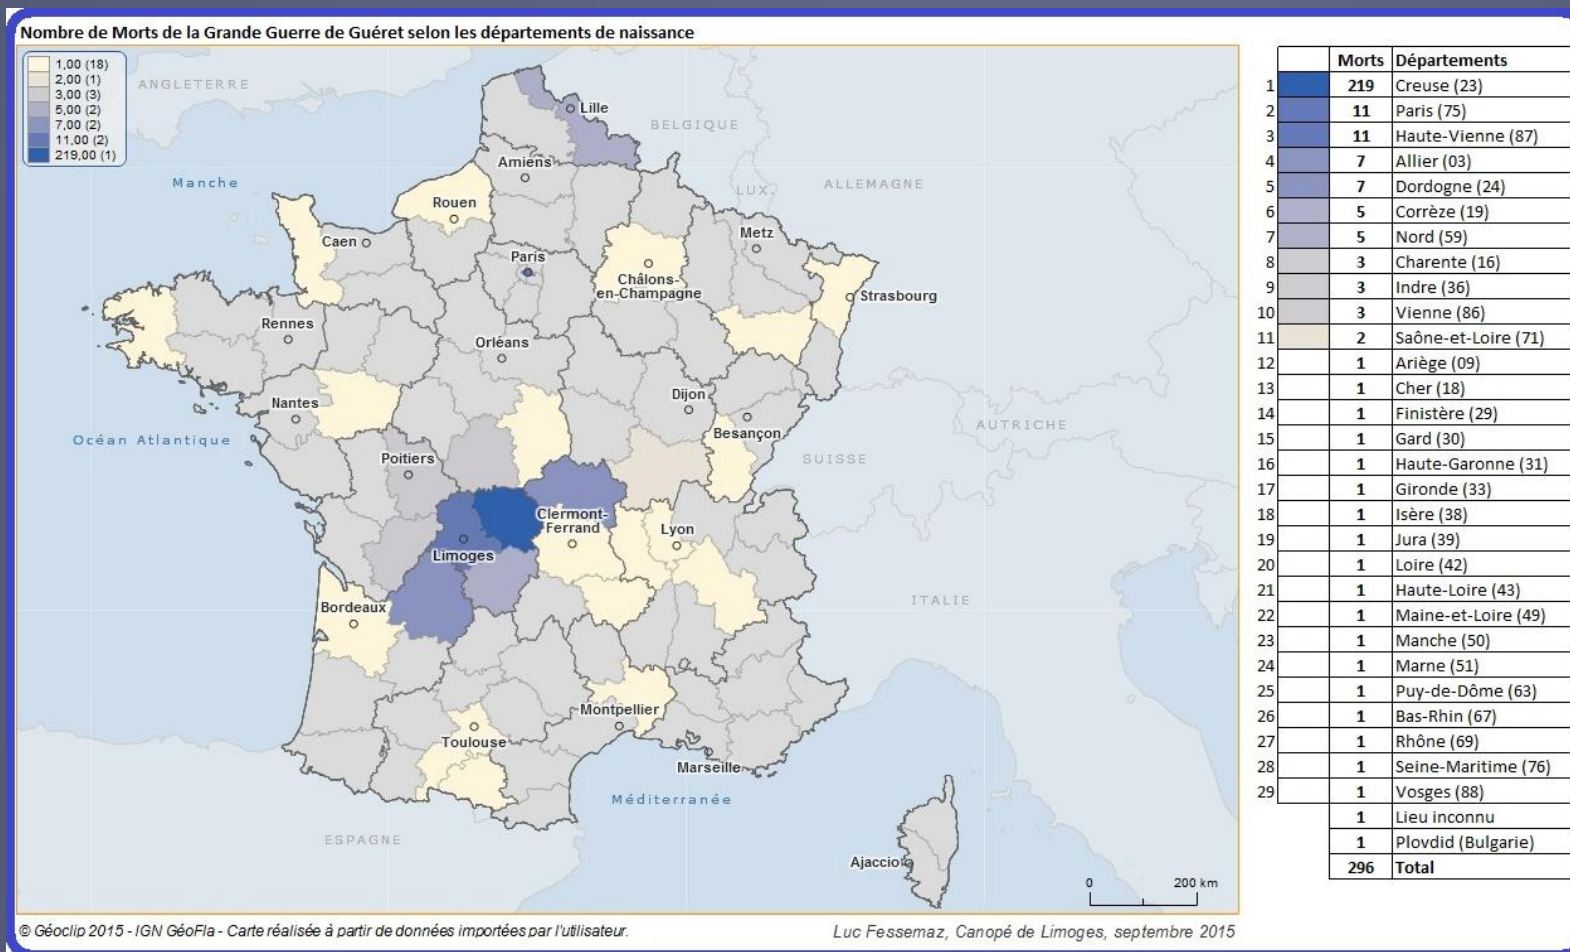 Nombre de Morts de la Grande Guerre de Guéret selon les départements de naissance
1,00 (18)
2,00 (1)
3,00 (3)
5,00 (2)
7,00 (2)
11,00 (2)
219,00 (1)
ANGLETERRE
Lille
BELGIQUE
Amiens
Manche
LUX.
ALLEMAGNE
Rouen
Caen
Metz
Paris
Châlons-
en-Champagne
Strasbourg
Rennes
Orléans
Nantes
Dijon
Besançon
AUTRICHE
Océan Atlantique
Poitiers
SUISSE
Clermont-
Ferrand
Lyon
Limoges
ITALIE
Bordeaux
Montpellier
Toulouse
Marseille
Méditerranée
ESPAGNE
Ajaccio
0 200 km
Morts Départements
1 219 Creuse (23)
2 11 Paris (75)
3 11 Haute-Vienne (87)
4 7 Allier (03)
5 7 Dordogne (24)
6 5 Corrèze (19)
7 5 Nord (59)
8 3 Charente (16)
9 3 Indre (36)
10 3 Vienne (86)
11 2 Saône-et-Loire (71)
12 1 Ariège (09)
13 1 Cher (18)
14 1 Finistère (29)
15 1 Gard (30)
16 1 Haute-Garonne (31)
17 1 Gironde (33)
18 1 Isère (38)
19 1 Jura (39)
20 1 Loire (42)
21 1 Haute-Loire (43)
22 1 Maine-et-Loire (49)
23 1 Manche (50)
24 1 Marne (51)
25 1 Puy-de-Dôme (63)
26 1 Bas-Rhin (67)
27 1 Rhône (69)
28 1 Seine-Maritime (76)
29 1 Vosges (88)
1 Lieu inconnu
1 Plovdid (Bulgarie)
296 Total
© Géoclip 2015 - IGN GéoFla - Carte réalisée à partir de données importées par l'utilisateur.
Luc Fessemaz, Canopé de Limoges, septembre 2015